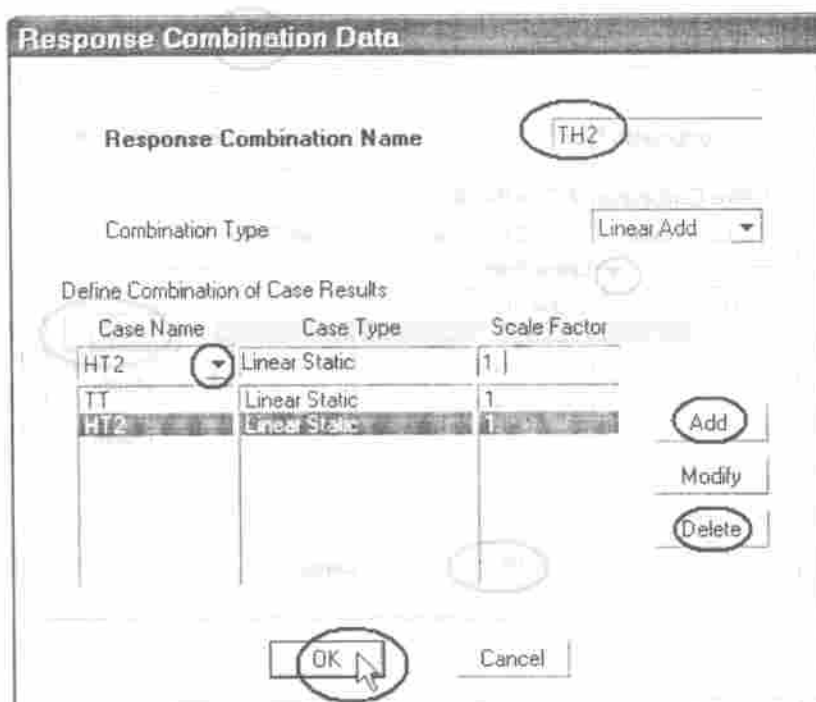 Response Combination Data
Response Combination Name TH2
Combination Type Linear Add
Define Combination of Case Results
Case Name Case Type Scale Factor
HT2 Linear Static 1.
TT Linear Static 1.
HT2 Linear Static 1.
Add
Modify
Delete
OK Cancel